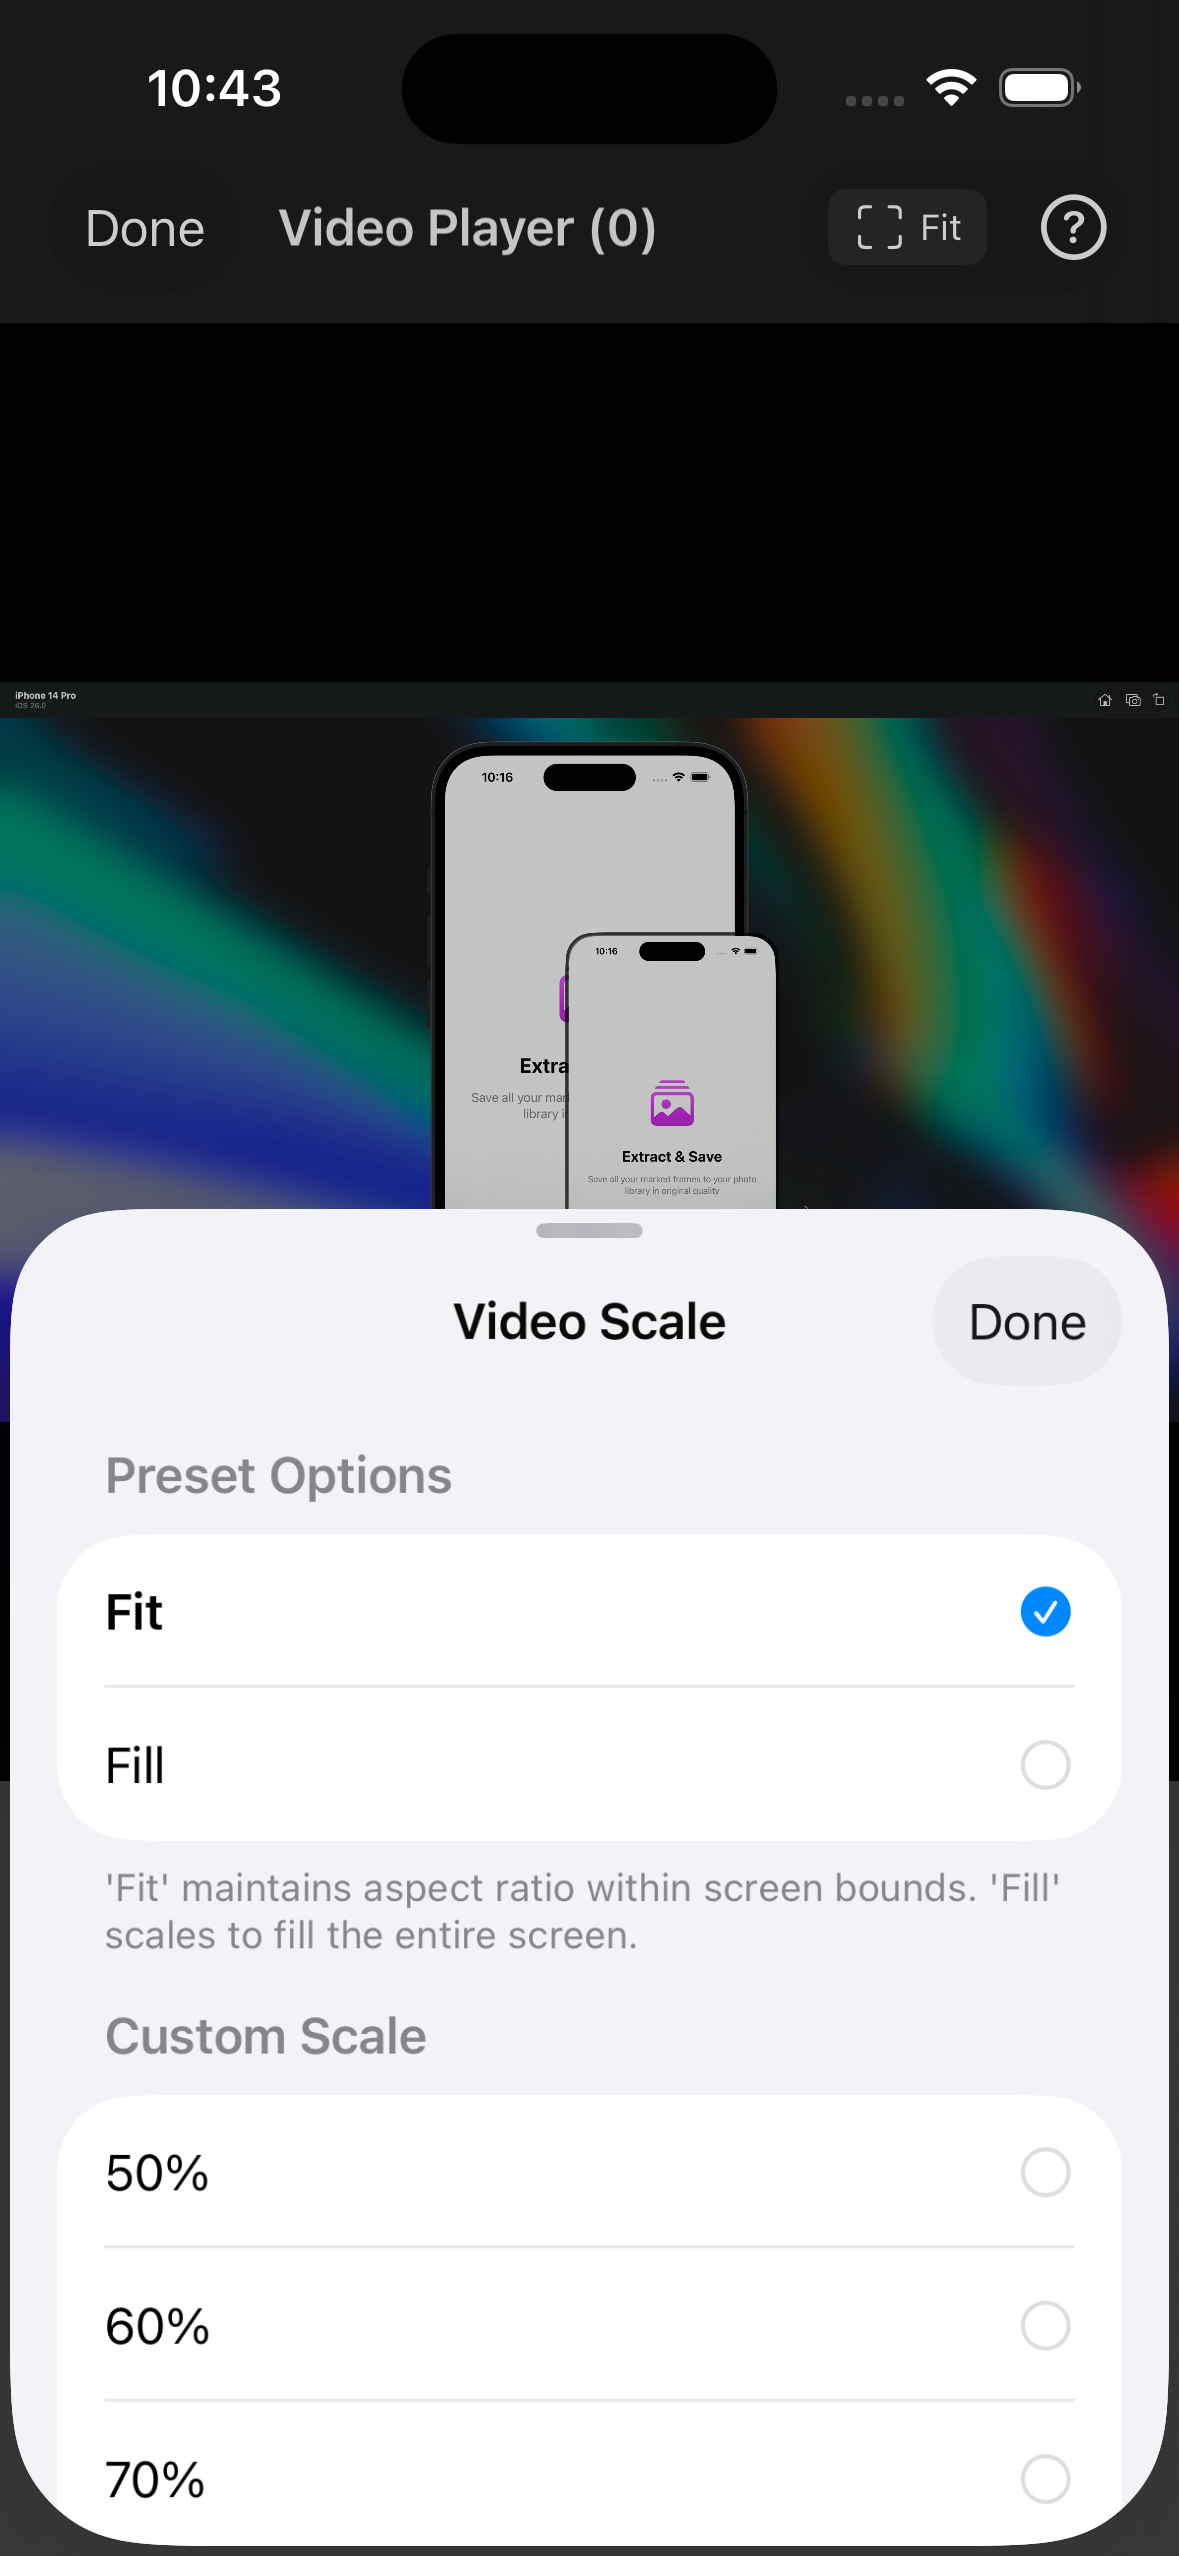 10:43
Done
Video Player (0)
Fit
iPhone 14 Pro
iOS 26.0
10:16
Extra
Save all your mar
library i
10:16
Extract & Save
Save all your marked frames to your photo
library in original quality
Video Scale
Done
Preset Options
Fit
Fill
'Fit' maintains aspect ratio within screen bounds. 'Fill'
scales to fill the entire screen.
Custom Scale
50%
60%
70%